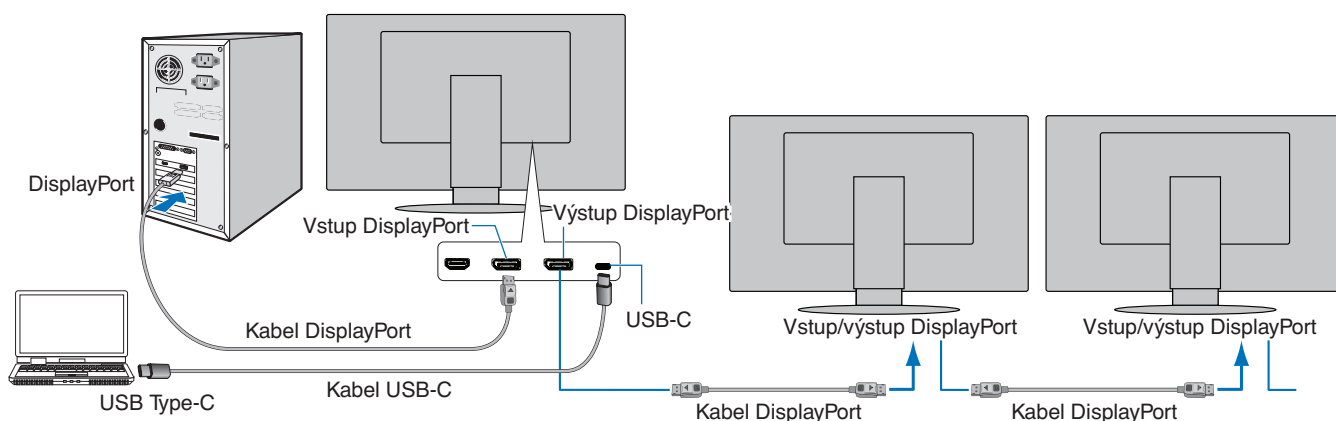 DisplayPort
Vstup DisplayPort
Výstup DisplayPort
Kabel DisplayPort
USB-C
USB Type-C
Kabel USB-C
Vstup/výstup DisplayPort
Vstup/výstup DisplayPort
Kabel DisplayPort
Kabel DisplayPort